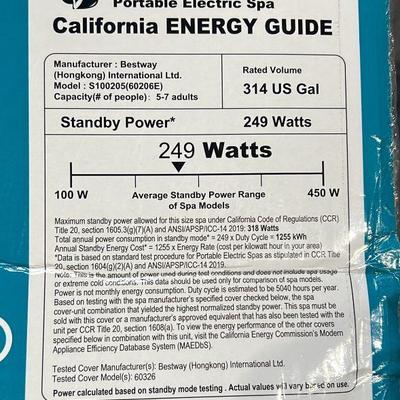 Portable Electric Spa
California ENERGY GUIDE
Manufacturer : Bestway
(Hongkong) International Ltd.
Model : S100205(60206E)
Capacity(# of people) : 5-7 adults
Rated Volume
314 US Gal
Standby Power* 249 Watts
249 Watts
100 W Average Standby Power Range of Spa Models 450 W
Maximum standby power allowed for this size spa under California Code of Regulations (CCR)
Title 20, section 1605.3(g)(7)(A) and ANSI/APSP/ICC-14 2019: 318 Watts
Total annual power consumption in standby mode* = 249 x Duty Cycle = 1255 kWh
Annual Standby Energy Cost* = 1255 x Energy Rate (cost per kilowatt hour in your area)
*Data is based on standard test procedure for Portable Electric Spas as stipulated in CCR Title
20, section 1604(g)(2)(A) and ANSI/APSP/ICC-14 2019.
Note: This is the amount of power used during test conditions and does not include spa usage
or extreme cold conditions. This data should be used only for comparison of spa models.
Power is not monthly energy consumption. Duty cycle is estimated to be 5040 hours per year.
Based on testing with the spa manufacturer's specified cover checked below, the spa
cover-unit combination that yielded the highest normalized standby power. This spa must be
sold with this cover or a manufacturer's approved equivalent that has also been tested with the
unit per CCR Title 20, section 1608(a). To view the energy performance of the other covers
specified below in combination with this unit, visit the California Energy Commission's Modern
Appliance Efficiency Database System (MAEDbS).
Tested Cover Manufacturer(s): Bestway (Hongkong) International Ltd.
Tested Cover Model(s): 60326
Power calculated based on standby mode testing . Actual values will vary based on use.